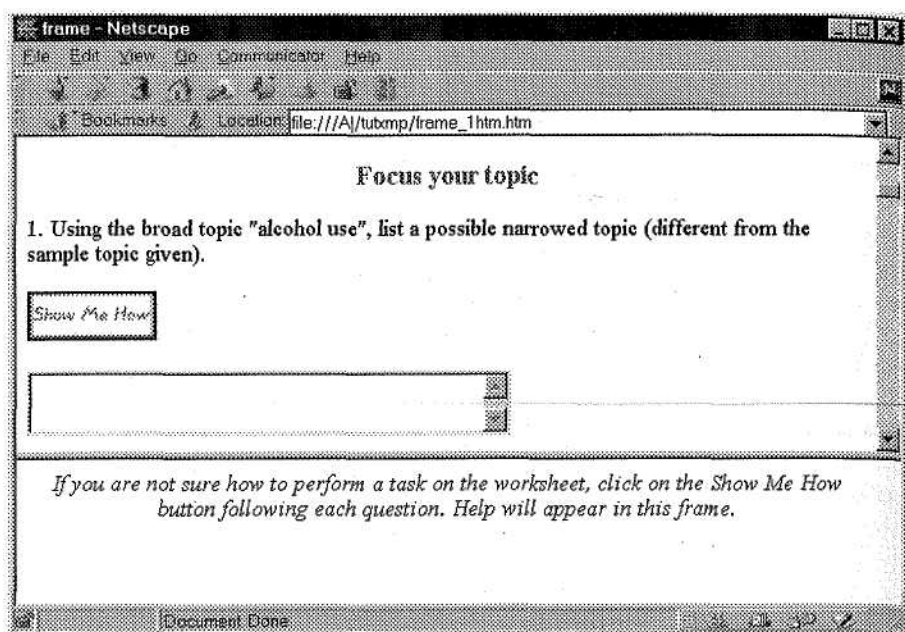 frame - Netscape
File Edit View Go Communicator Help
Bookmarks Location: file:///A|/tutxmp/frame_1htm.htm
Focus your topic
1. Using the broad topic "alcohol use", list a possible narrowed topic (different from the
sample topic given).
Show Me How
If you are not sure how to perform a task on the worksheet, click on the Show Me How
button following each question. Help will appear in this frame.
Document Done